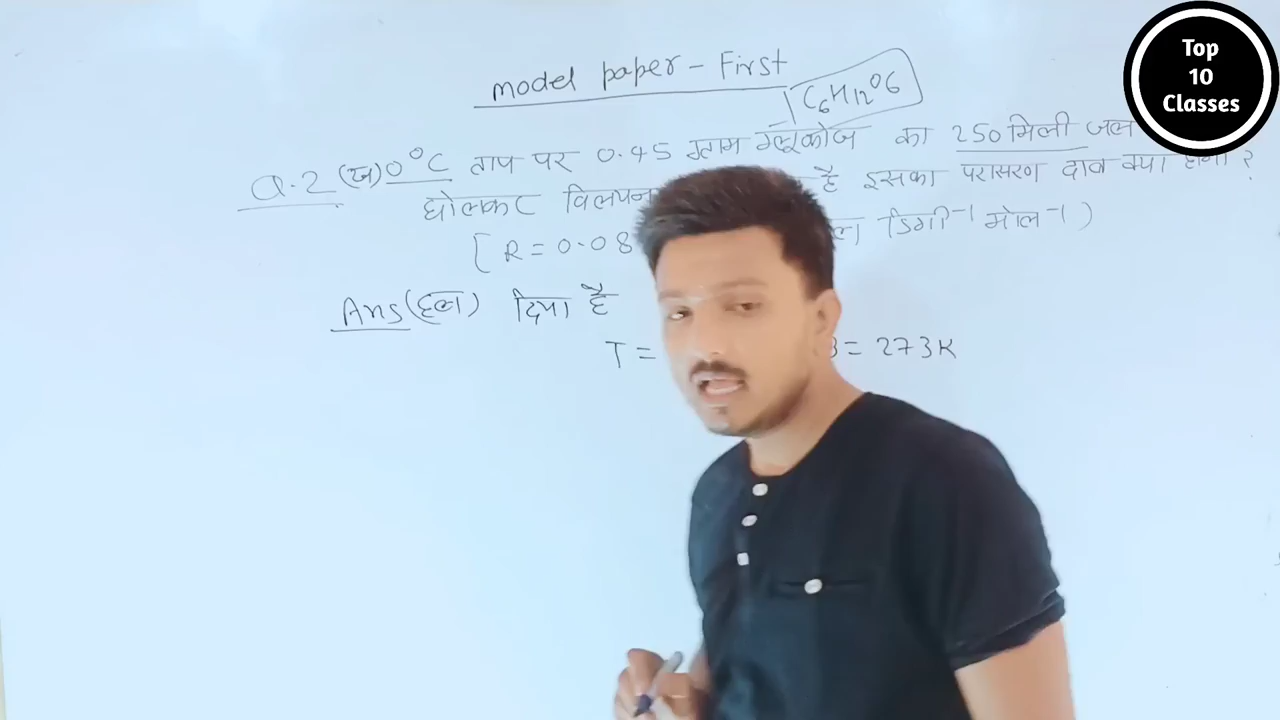 Top
10
Classes
model paper - First
C6H12O6
Q.2 (ख) 0°C ताप पर 0.45 ग्राम ग्लूकोज का 250 मिली जल
घोलकर विलयन है इसका परासरण दाब क्या होगा ?
[ R = 0.08 डिग्री⁻¹ मोल⁻¹ )
Ans (हल) दिया है
T = = 273K